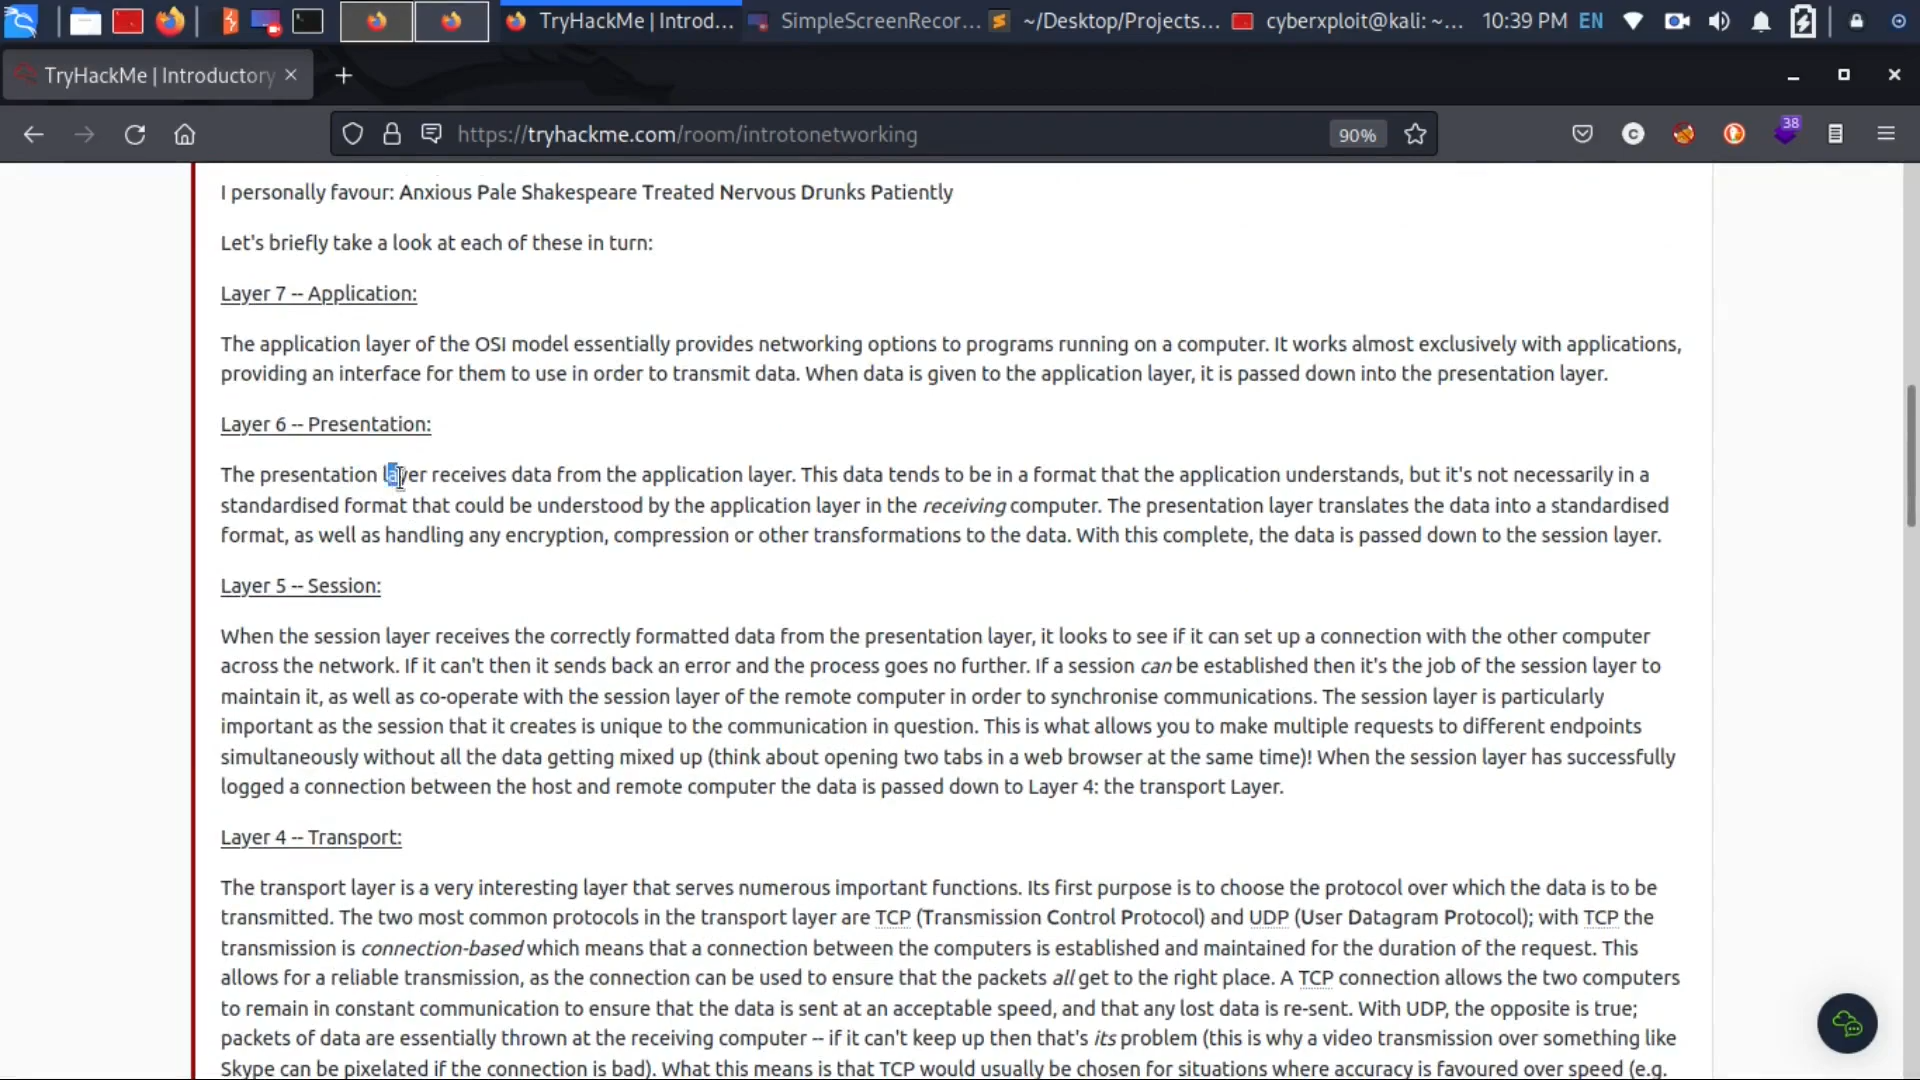 TryHackMe | Introd...
SimpleScreenRecor...
~/Desktop/Projects...
cyberxploit@kali: ~...
10:39 PM
EN
TryHackMe | Introductory
https://tryhackme.com/room/introtonetworking
90%
38
I personally favour: Anxious Pale Shakespeare Treated Nervous Drunks Patiently
Let's briefly take a look at each of these in turn:
Layer 7 -- Application:
The application layer of the OSI model essentially provides networking options to programs running on a computer. It works almost exclusively with applications,
providing an interface for them to use in order to transmit data. When data is given to the application layer, it is passed down into the presentation layer.
Layer 6 -- Presentation:
The presentation layer receives data from the application layer. This data tends to be in a format that the application understands, but it's not necessarily in a
standardised format that could be understood by the application layer in the receiving computer. The presentation layer translates the data into a standardised
format, as well as handling any encryption, compression or other transformations to the data. With this complete, the data is passed down to the session layer.
Layer 5 -- Session:
When the session layer receives the correctly formatted data from the presentation layer, it looks to see if it can set up a connection with the other computer
across the network. If it can't then it sends back an error and the process goes no further. If a session can be established then it's the job of the session layer to
maintain it, as well as co-operate with the session layer of the remote computer in order to synchronise communications. The session layer is particularly
important as the session that it creates is unique to the communication in question. This is what allows you to make multiple requests to different endpoints
simultaneously without all the data getting mixed up (think about opening two tabs in a web browser at the same time)! When the session layer has successfully
logged a connection between the host and remote computer the data is passed down to Layer 4: the transport Layer.
Layer 4 -- Transport:
The transport layer is a very interesting layer that serves numerous important functions. Its first purpose is to choose the protocol over which the data is to be
transmitted. The two most common protocols in the transport layer are TCP (Transmission Control Protocol) and UDP (User Datagram Protocol); with TCP the
transmission is connection-based which means that a connection between the computers is established and maintained for the duration of the request. This
allows for a reliable transmission, as the connection can be used to ensure that the packets all get to the right place. A TCP connection allows the two computers
to remain in constant communication to ensure that the data is sent at an acceptable speed, and that any lost data is re-sent. With UDP, the opposite is true;
packets of data are essentially thrown at the receiving computer -- if it can't keep up then that's its problem (this is why a video transmission over something like
Skype can be pixelated if the connection is bad). What this means is that TCP would usually be chosen for situations where accuracy is favoured over speed (e.g.